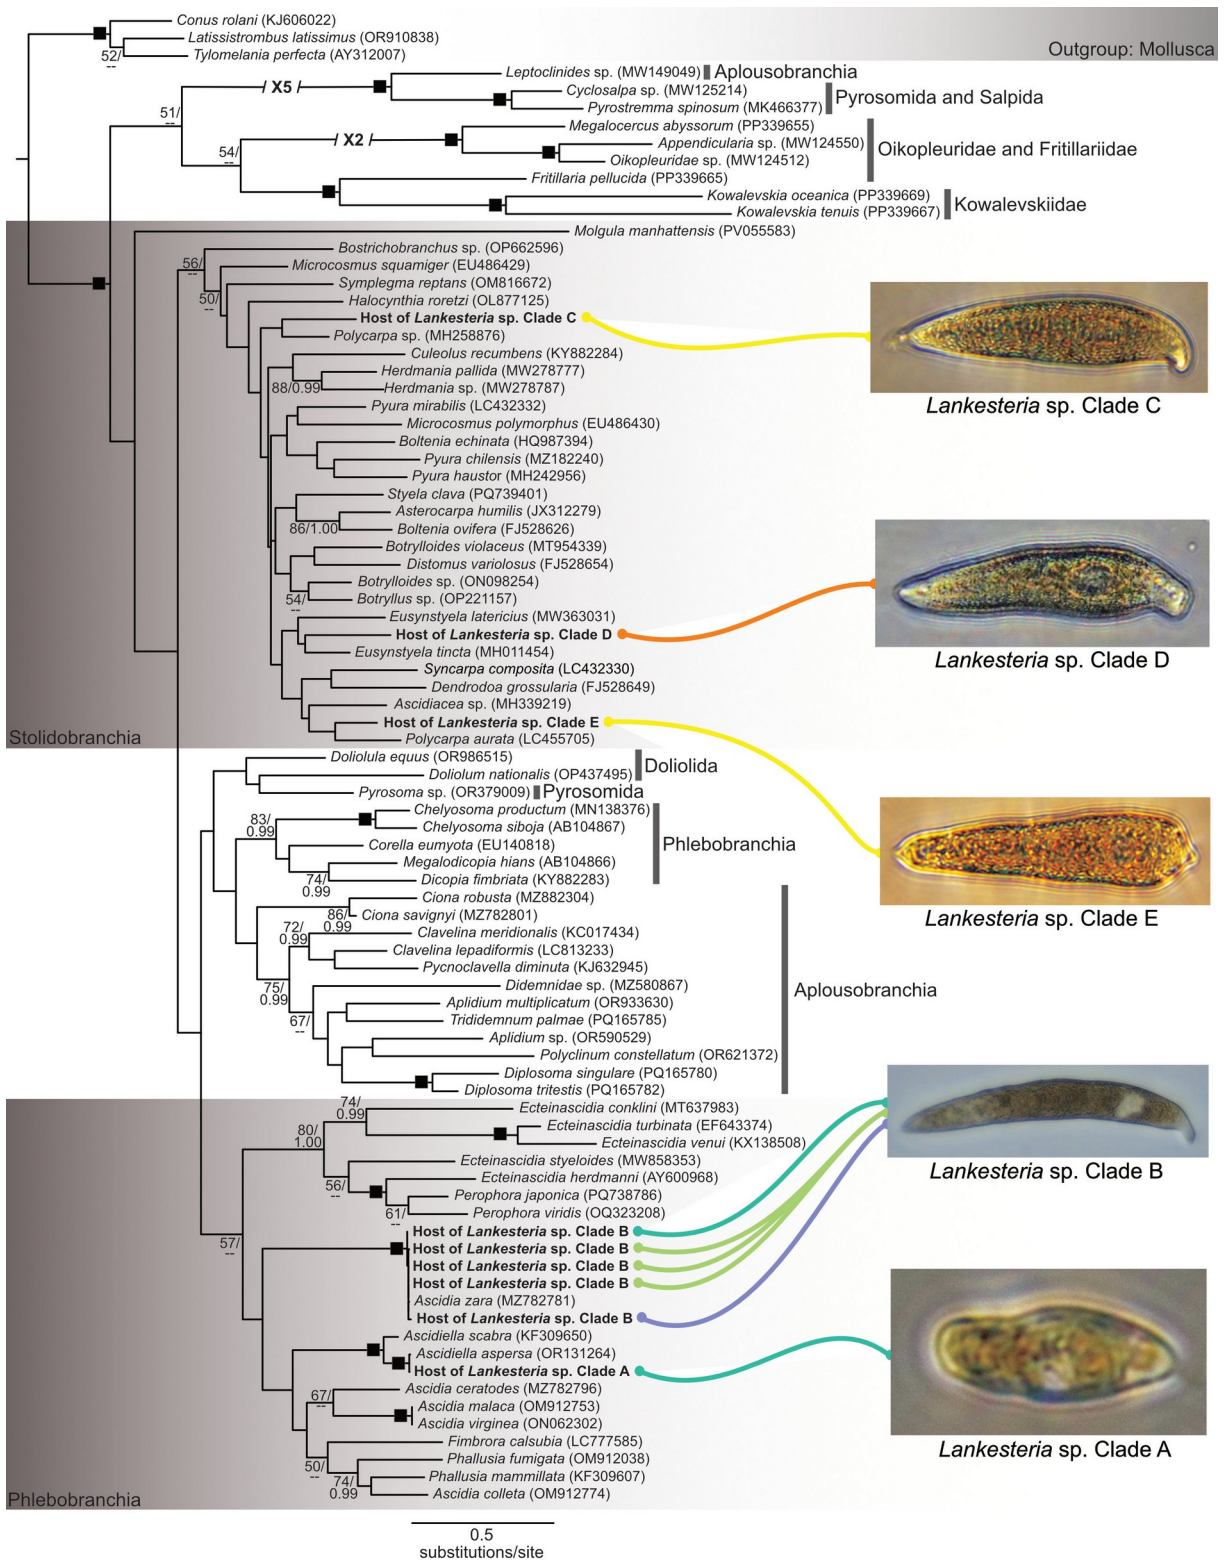 Conus rolani (KJ606022)
Latissistrombus latissimus (OR910838)
52/
--
Tylomelania perfecta (AY312007)
Outgroup: Mollusca
X5
Leptoclinides sp. (MW149049)
Aplousobranchia
Cyclosalpa sp. (MW125214)
Pyrosomida and Salpida
Pyrostremma spinosum (MK466377)
51/
--
Megalocercus abyssorum (PP339655)
X2
Appendicularia sp. (MW124550)
Oikopleuridae and Fritillariidae
54/
--
Oikopleuridae sp. (MW124512)
Fritillaria pellucida (PP339665)
Kowalevskia oceanica (PP339669)
Kowalevskiidae
Kowalevskia tenuis (PP339667)
Molgula manhattensis (PV055583)
Bostrichobranchus sp. (OP662596)
56/
--
Microcosmus squamiger (EU486429)
Symplegma reptans (OM816672)
50/
--
Halocynthia roretzi (OL877125)
Host of Lankesteria sp. Clade C
Polycarpa sp. (MH258876)
Culeolus recumbens (KY882284)
Herdmania pallida (MW278777)
88/0.99
Herdmania sp. (MW278787)
Lankesteria sp. Clade C
Pyura mirabilis (LC432332)
Microcosmus polymorphus (EU486430)
Boltenia echinata (HQ987394)
Pyura chilensis (MZ182240)
Pyura haustor (MH242956)
Styela clava (PQ739401)
Asterocarpa humilis (JX312279)
86/1.00
Boltenia ovifera (FJ528626)
Botrylloides violaceus (MT954339)
Distomus variolosus (FJ528654)
Botrylloides sp. (ON098254)
54/
--
Botryllus sp. (OP221157)
Eusynstyela latericius (MW363031)
Host of Lankesteria sp. Clade D
Eusynstyela tincta (MH011454)
Lankesteria sp. Clade D
Syncarpa composita (LC432330)
Dendrodoa grossularia (FJ528649)
Ascidiacea sp. (MH339219)
Host of Lankesteria sp. Clade E
Polycarpa aurata (LC455705)
Stolidobranchia
Doliolula equus (OR986515)
Doliolida
Doliolum nationalis (OP437495)
Pyrosoma sp. (OR379009)
Pyrosomida
Chelyosoma productum (MN138376)
83/
0.99
Chelyosoma siboja (AB104867)
Corella eumyota (EU140818)
Phlebobranchia
Megalodicopia hians (AB104866)
74/
0.99
Dicopia fimbriata (KY882283)
Ciona robusta (MZ882304)
86/
0.99
Ciona savignyi (MZ782801)
Lankesteria sp. Clade E
72/
0.99
Clavelina meridionalis (KC017434)
Clavelina lepadiformis (LC813233)
Pycnoclavella diminuta (KJ632945)
75/
0.99
Didemnidae sp. (MZ580867)
Aplousobranchia
Aplidium multiplicatum (OR933630)
67/
--
Trididemnum palmae (PQ165785)
Aplidium sp. (OR590529)
Polyclinum constellatum (OR621372)
Diplosoma singulare (PQ165780)
Diplosoma tritestis (PQ165782)
74/
0.99
Ecteinascidia conklini (MT637983)
Ecteinascidia turbinata (EF643374)
80/
1.00
Ecteinascidia venui (KX138508)
Ecteinascidia styeloides (MW858353)
Lankesteria sp. Clade B
Ecteinascidia herdmanni (AY600968)
56/
--
Perophora japonica (PQ738786)
61/
--
Perophora viridis (OQ323208)
Host of Lankesteria sp. Clade B
57/
--
Host of Lankesteria sp. Clade B
Host of Lankesteria sp. Clade B
Host of Lankesteria sp. Clade B
Ascidia zara (MZ782781)
Host of Lankesteria sp. Clade B
Ascidiella scabra (KF309650)
Ascidiella aspersa (OR131264)
Host of Lankesteria sp. Clade A
Ascidia ceratodes (MZ782796)
67/
--
Ascidia malaca (OM912753)
Ascidia virginea (ON062302)
Fimbrora calsubia (LC777585)
Lankesteria sp. Clade A
Phallusia fumigata (OM912038)
50/
--
Phallusia mammillata (KF309607)
74/
0.99
Ascidia colleta (OM912774)
Phlebobranchia
0.5
substitutions/site